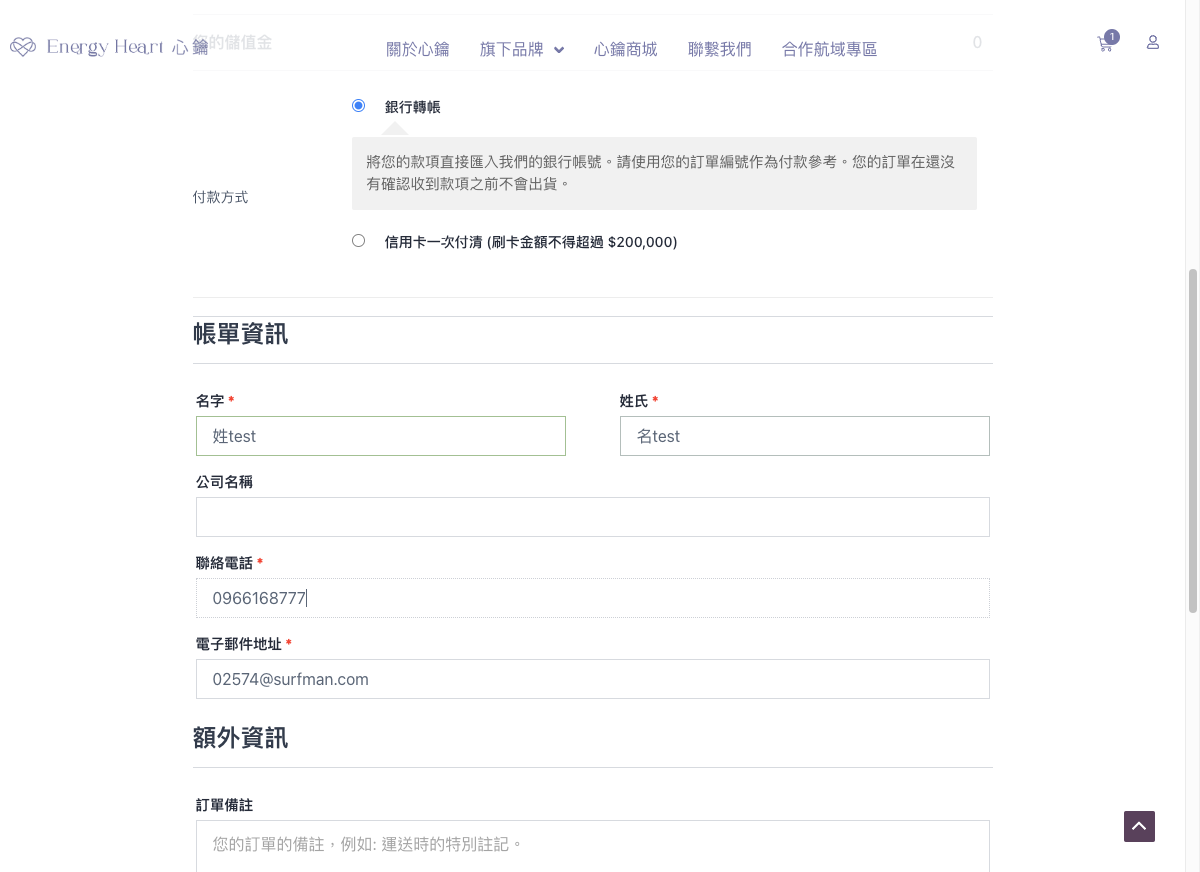 Energy Heart 心鑰
您的儲值金
關於心鑰
旗下品牌
心鑰商城
聯繫我們
合作航域專區
0
1
付款方式
銀行轉帳
將您的款項直接匯入我們的銀行帳號。請使用您的訂單編號作為付款參考。您的訂單在還沒
有確認收到款項之前不會出貨。
信用卡一次付清 (刷卡金額不得超過 $200,000)
帳單資訊
名字 *
姓氏 *
姓test
名test
公司名稱
聯絡電話 *
0966168777
電子郵件地址 *
02574@surfman.com
額外資訊
訂單備註
您的訂單的備註，例如: 運送時的特別註記。